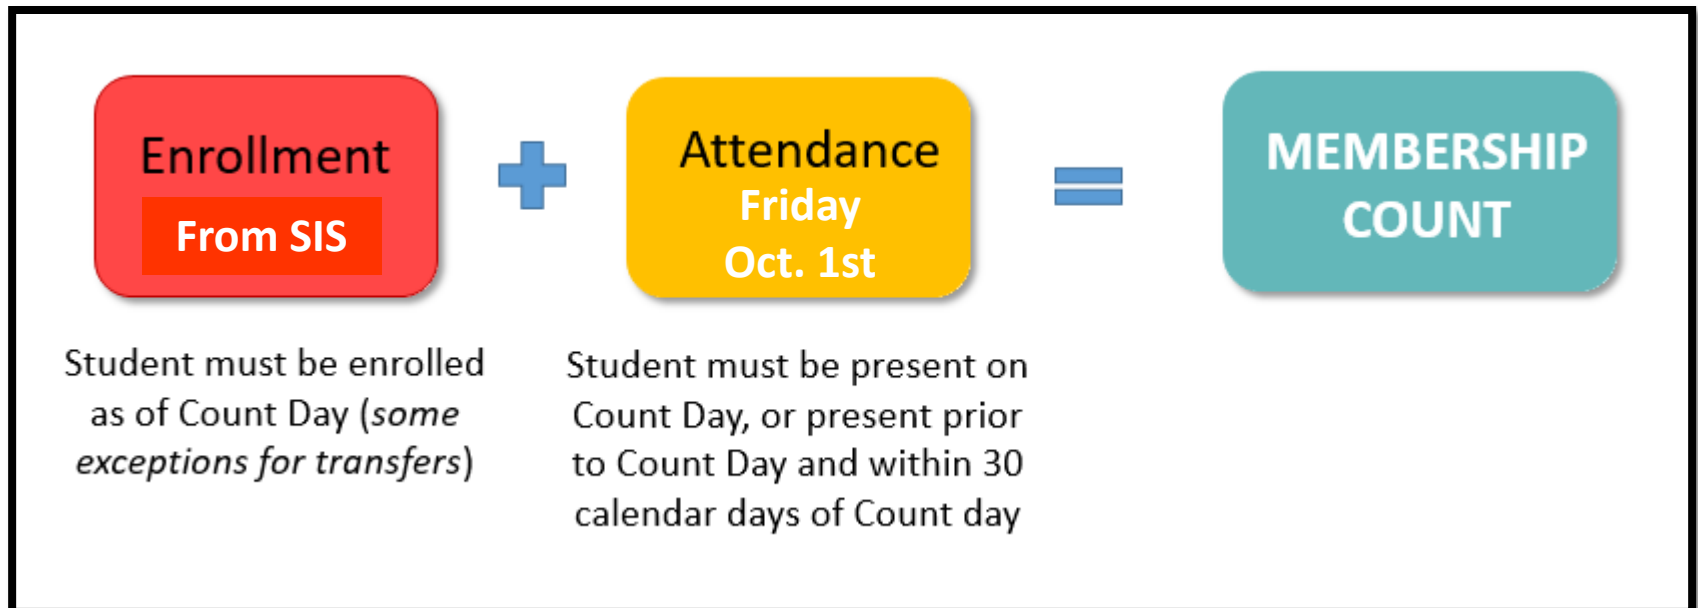 Enrollment
From SIS
Attendance
Friday
Oct. 1st
MEMBERSHIP
COUNT
Student must be enrolled
as of Count Day (some
exceptions for transfers)
Student must be present on
Count Day, or present prior
to Count Day and within 30
calendar days of Count day